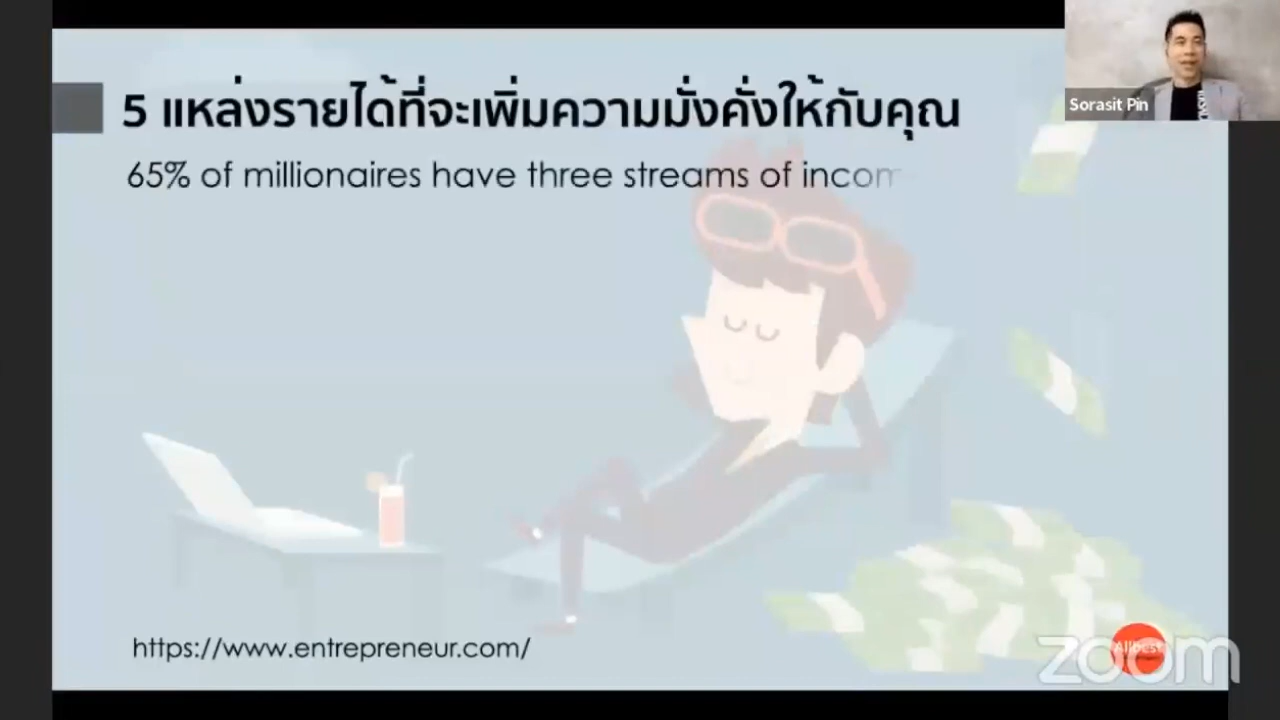 5 แหล่งรายได้ที่จะเพิ่มความมั่งคั่งให้กับคุณ
Sorasit Pin
65% of millionaires have three streams of incom
https://www.entrepreneur.com/
Allbest
zoom